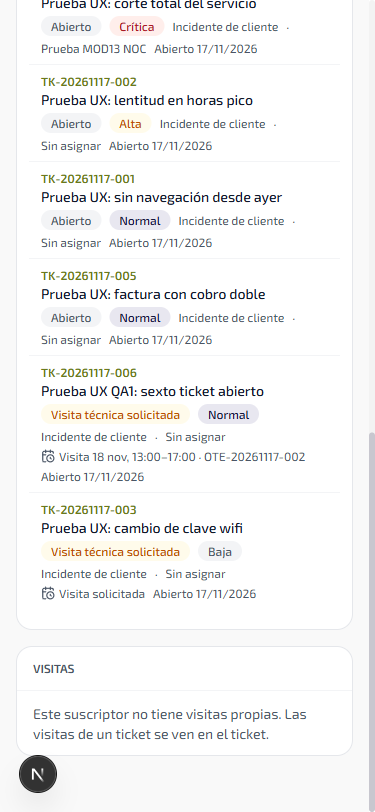 Prueba UX: corte total del servicio
Abierto Crítica Incidente de cliente ·
Prueba MOD13 NOC Abierto 17/11/2026
TK-20261117-002
Prueba UX: lentitud en horas pico
Abierto Alta Incidente de cliente ·
Sin asignar Abierto 17/11/2026
TK-20261117-001
Prueba UX: sin navegación desde ayer
Abierto Normal Incidente de cliente ·
Sin asignar Abierto 17/11/2026
TK-20261117-005
Prueba UX: factura con cobro doble
Abierto Normal Incidente de cliente ·
Sin asignar Abierto 17/11/2026
TK-20261117-006
Prueba UX QA1: sexto ticket abierto
Visita técnica solicitada Normal
Incidente de cliente · Sin asignar
Visita 18 nov, 13:00–17:00 · OTE-20261117-002
Abierto 17/11/2026
TK-20261117-003
Prueba UX: cambio de clave wifi
Visita técnica solicitada Baja
Incidente de cliente · Sin asignar
Visita solicitada Abierto 17/11/2026
VISITAS
Este suscriptor no tiene visitas propias. Las
visitas de un ticket se ven en el ticket.
N